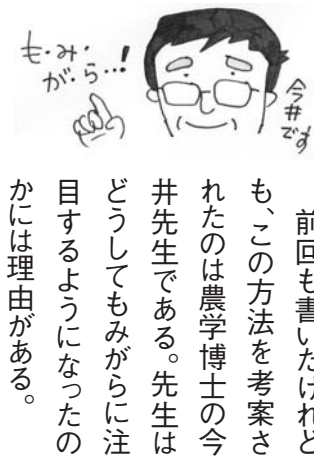 も・み・
が・ら・・・!
今井
です
前回も書いたけれど
も、この方法を考案さ
れたのは農学博士の今
井先生である。先生は
どうしてもみがらに注
目するようになったの
かには理由がある。